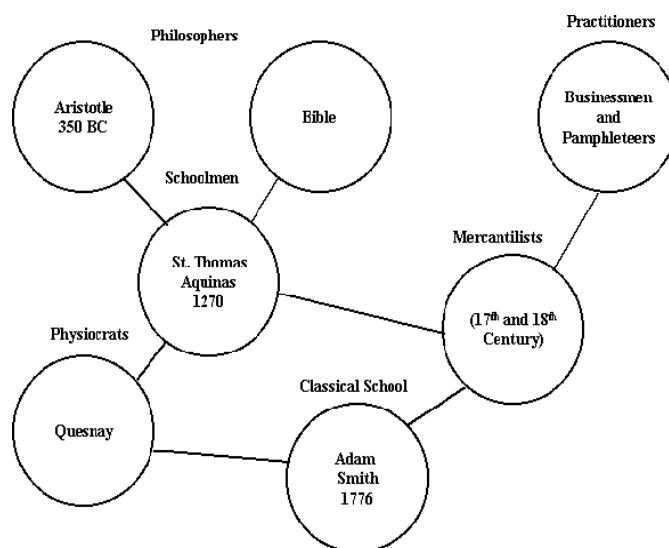 Practitioners
Philosophers
Aristotle
350 BC
Bible
Businessmen
and
Pamphleteers
Schoolmen
St. Thomas
Aquinas
1270
Mercantilists
(17th and 18th
Century)
Physiocrats
Quesnay
Classical School
Adam
Smith
1776